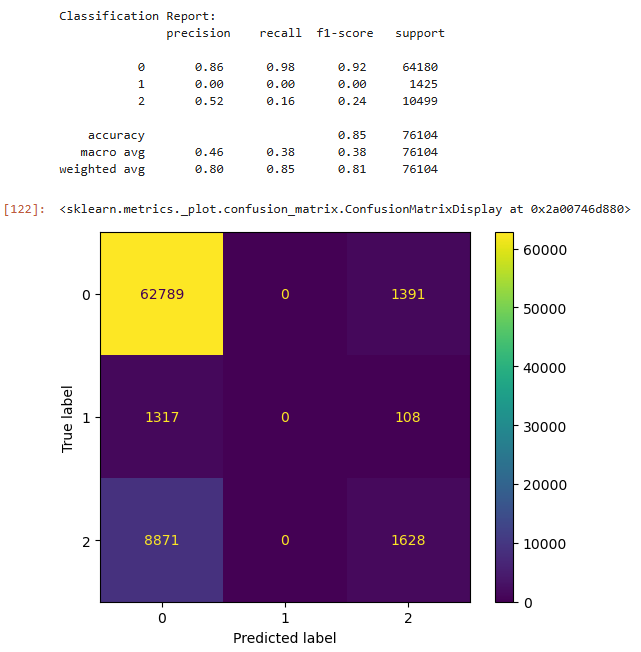 Classification Report:
precision recall f1-score support
0 0.86 0.98 0.92 64180
1 0.00 0.00 0.00 1425
2 0.52 0.16 0.24 10499
accuracy 0.85 76104
macro avg 0.46 0.38 0.38 76104
weighted avg 0.80 0.85 0.81 76104
[122]: <sklearn.metrics._plot.confusion_matrix.ConfusionMatrixDisplay at 0x2a00746d880>
60000
0 62789 0 1391
50000
40000
1 1317 0 108
30000
True label
20000
2 8871 0 1628
10000
0
0 1 2
Predicted label